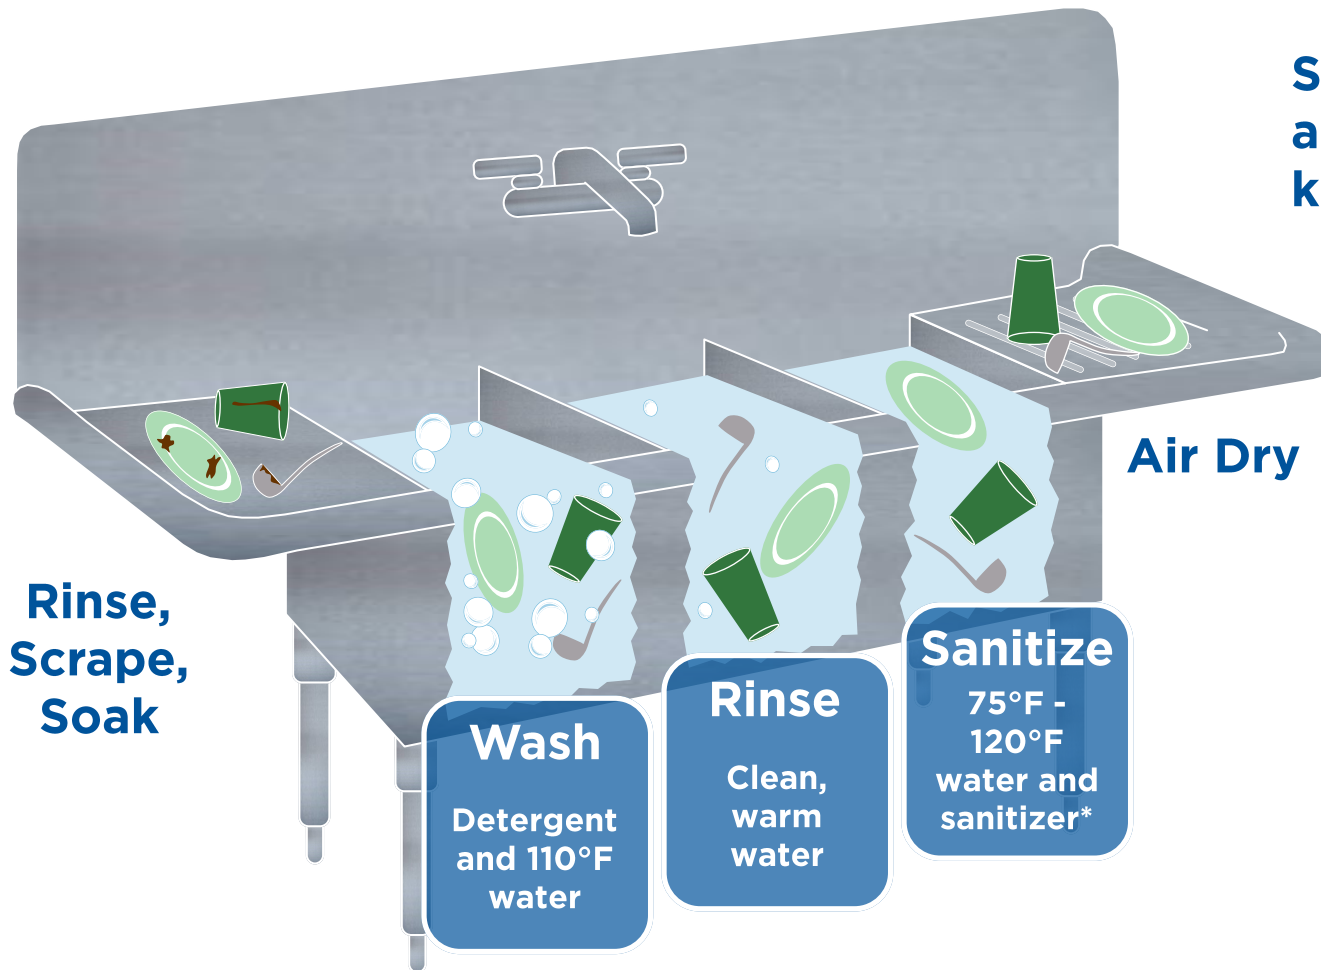 Rinse,
Scrape,
Soak
Wash
Detergent
and 110°F
water
Rinse
Clean,
warm
water
Sanitize
75°F -
120°F
water and
sanitizer*
Air Dry
S
a
k